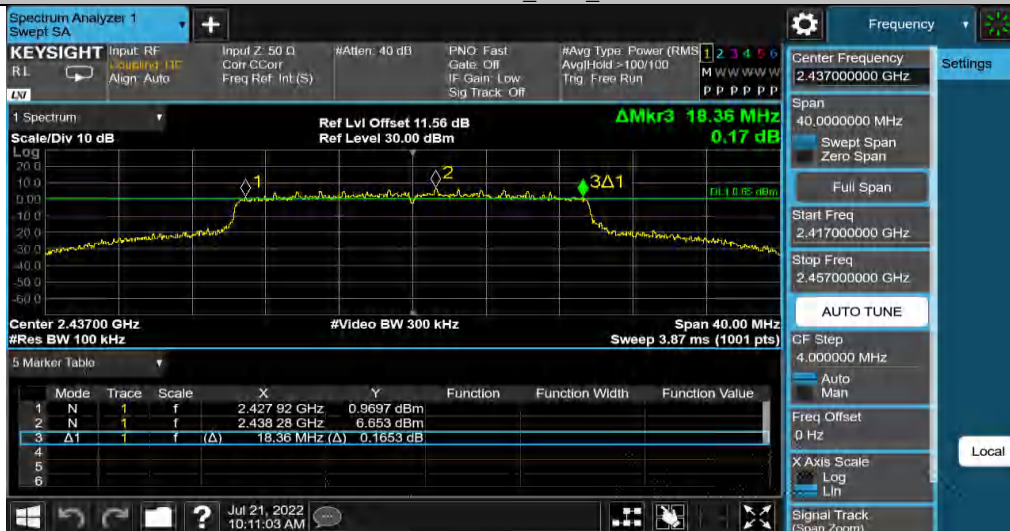 Spectrum Analyzer 1
Swept SA
+
Frequency
KEYSIGHT
RL
LXI
Input: RF
Coupling: DC
Align: Auto
Input Z: 50 Ω
Corr CCorr
Freq Ref: Int (S)
#Atten: 40 dB
PNO: Fast
Gate: Off
IF Gain: Low
Sig Track: Off
#Avg Type: Power (RMS
Avg|Hold:>100/100
Trig: Free Run
1 2 3 4 5 6
M W W W W W
P P P P P P
1 Spectrum
Scale/Div 10 dB
Ref Lvl Offset 11.56 dB
Ref Level 30.00 dBm
ΔMkr3 18.36 MHz
0.17 dB
Log
20.0
10.0
0.00
-10.0
-20.0
-30.0
-40.0
-50.0
-60.0
1
2
3Δ1
DL1 0.65 dBm
Center 2.43700 GHz
#Res BW 100 kHz
#Video BW 300 kHz
Span 40.00 MHz
Sweep 3.87 ms (1001 pts)
5 Marker Table
Mode Trace Scale X Y Function Function Width Function Value
1 N 1 f 2.427 92 GHz 0.9697 dBm
2 N 1 f 2.438 28 GHz 6.653 dBm
3 Δ1 1 f (Δ) 18.36 MHz (Δ) 0.1653 dB
4
5
6
?
Jul 21, 2022
10:11:03 AM
Center Frequency
2.437000000 GHz
Span
40.0000000 MHz
Swept Span
Zero Span
Full Span
Start Freq
2.417000000 GHz
Stop Freq
2.457000000 GHz
AUTO TUNE
CF Step
4.000000 MHz
Auto
Man
Freq Offset
0 Hz
X Axis Scale
Log
Lin
Signal Track
(Span Zoom)
Settings
Local